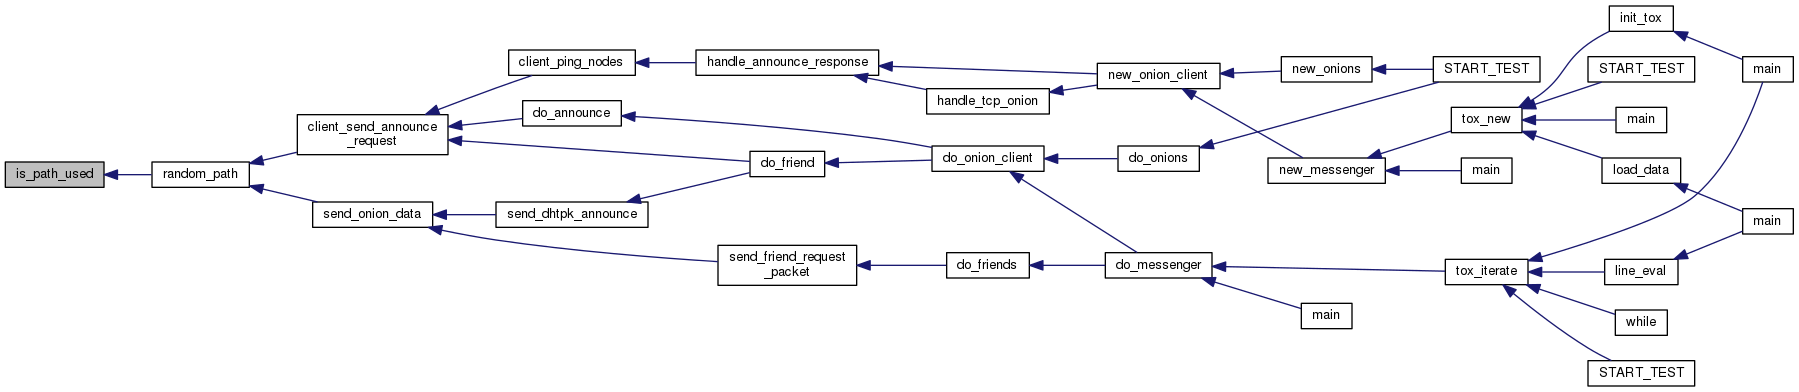 is_path_used
random_path
client_send_announce
_request
send_onion_data
client_ping_nodes
do_announce
send_dhtpk_announce
handle_announce_response
do_friend
send_friend_request
_packet
handle_tcp_onion
do_onion_client
do_friends
new_onion_client
do_onions
do_messenger
new_onions
new_messenger
main
START_TEST
tox_new
main
tox_iterate
init_tox
START_TEST
main
load_data
line_eval
while
START_TEST
main
main